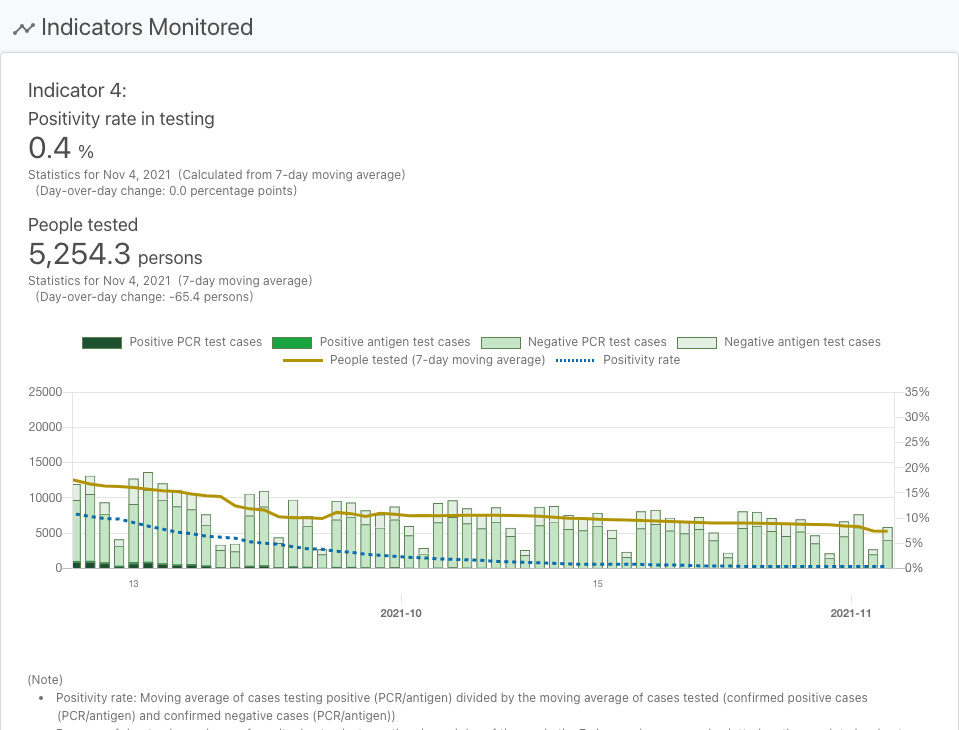 Indicators Monitored
Indicator 4:
Positivity rate in testing
0.4 %
Statistics for Nov 4, 2021 (Calculated from 7-day moving average)
(Day-over-day change: 0.0 percentage points)
People tested
5,254.3 persons
Statistics for Nov 4, 2021 (7-day moving average)
(Day-over-day change: -65.4 persons)
Positive PCR test cases Positive antigen test cases Negative PCR test cases Negative antigen test cases
People tested (7-day moving average) Positivity rate
25000 35%
30%
20000
25%
15000 20%
15%
10000
10%
5000
5%
0 0%
13 15
2021-10 2021-11
(Note)
• Positivity rate: Moving average of cases testing positive (PCR/antigen) divided by the moving average of cases tested (confirmed positive cases
(PCR/antigen) and confirmed negative cases (PCR/antigen))